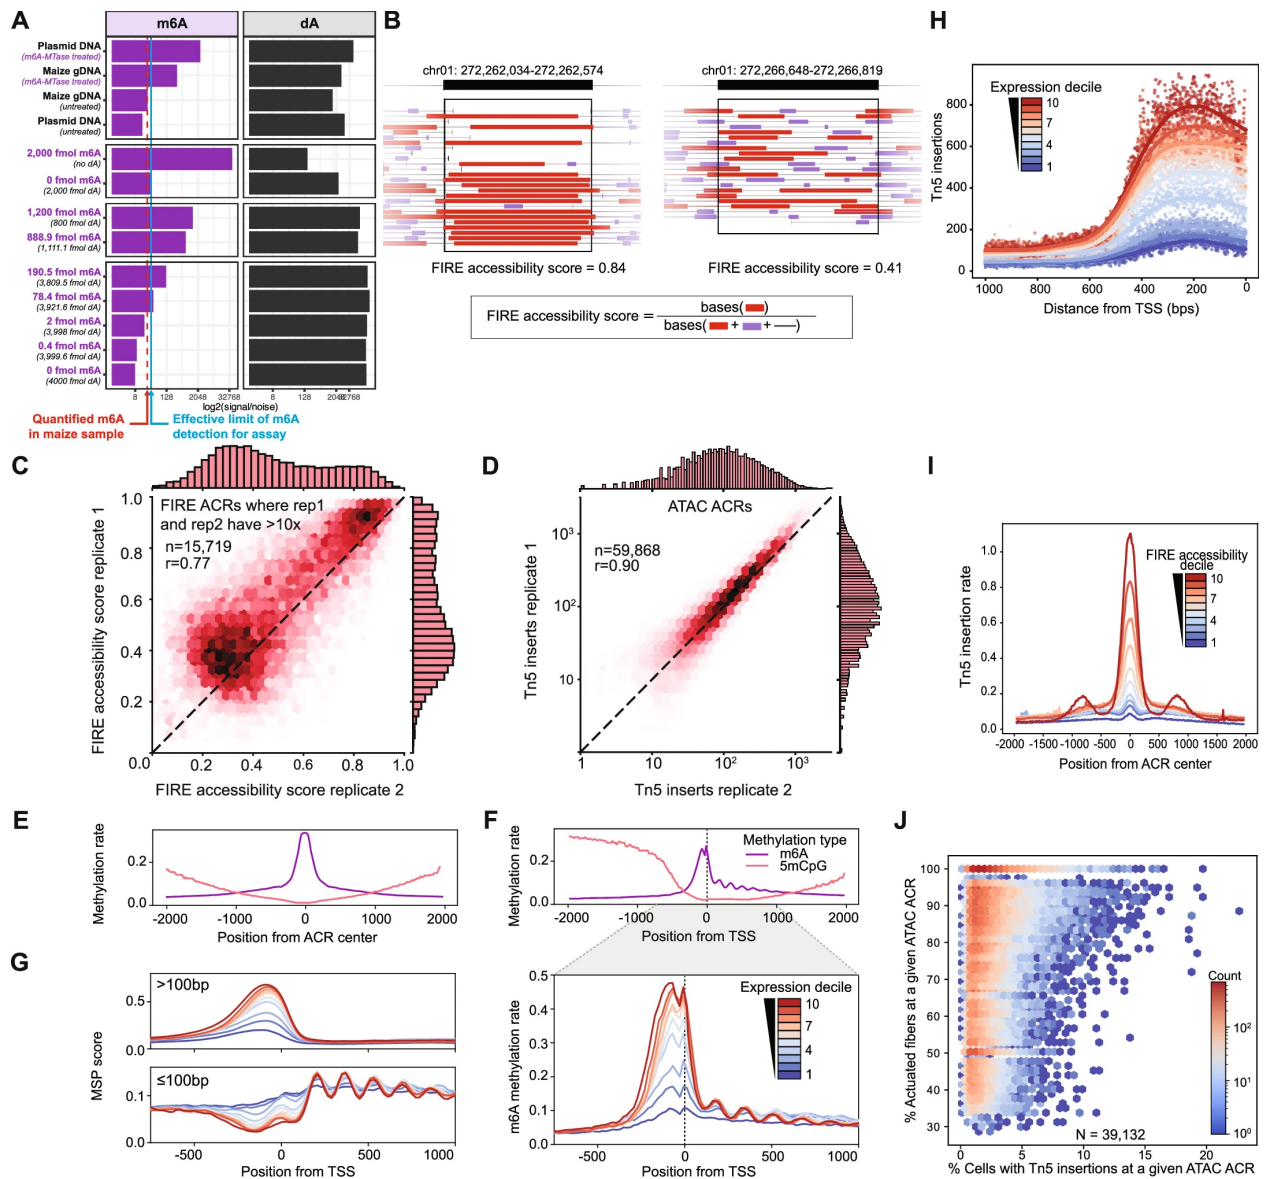 A
m6A
dA
Plasmid DNA
(m6A-MTase treated)
Maize gDNA
(m6A-MTase treated)
Maize gDNA
(untreated)
Plasmid DNA
(untreated)
2,000 fmol m6A
(no dA)
0 fmol m6A
(2,000 fmol dA)
1,200 fmol m6A
(800 fmol dA)
888.9 fmol m6A
(1,111.1 fmol dA)
190.5 fmol m6A
(3,809.5 fmol dA)
78.4 fmol m6A
(3,921.6 fmol dA)
2 fmol m6A
(3,998 fmol dA)
0.4 fmol m6A
(3,999.6 fmol dA)
0 fmol m6A
(4000 fmol dA)
8 128 2048 32768
8 128 2048 32768
log2(signal/noise)
Quantified m6A
in maize sample
Effective limit of m6A
detection for assay
B
chr01: 272,262,034-272,262,574
chr01: 272,266,648-272,266,819
FIRE accessibility score = 0.84
FIRE accessibility score = 0.41
FIRE accessibility score =
bases( )
bases( + + )
H
Expression decile
10
7
4
1
Tn5 insertions
800
600
400
200
0
1000 800 600 400 200 0
Distance from TSS (bps)
C
FIRE ACRs where rep1
and rep2 have >10x
n=15,719
r=0.77
FIRE accessibility score replicate 1
1.0
0.8
0.6
0.4
0.2
0.0 0.2 0.4 0.6 0.8 1.0
FIRE accessibility score replicate 2
D
ATAC ACRs
n=59,868
r=0.90
Tn5 inserts replicate 1
10³
10²
10
1 10 10² 10³
Tn5 inserts replicate 2
I
FIRE accessibility
decile
10
7
4
1
Tn5 insertion rate
1.0
0.8
0.6
0.4
0.2
0.0
-2000 -1500 -1000 -500 0 500 1000 1500 2000
Position from ACR center
E
Methylation rate
0.2
0.0
-2000 -1000 0 1000 2000
Position from ACR center
F
Methylation rate
0.2
0.0
Methylation type
m6A
5mCpG
-2000 -1000 0 1000 2000
Position from TSS
m6A methylation rate
0.5
0.4
0.3
0.2
0.1
0.0
Expression decile
10
7
4
1
-500 0 500 1000
Position from TSS
G
MSP score
>100bp
0.5
0.0
≤100bp
0.1
0.0
-500 0 500 1000
Position from TSS
J
% Actuated fibers at a given ATAC ACR
100
90
80
70
60
50
40
30
Count
10²
10¹
10⁰
N = 39,132
0 5 10 15 20
% Cells with Tn5 insertions at a given ATAC ACR